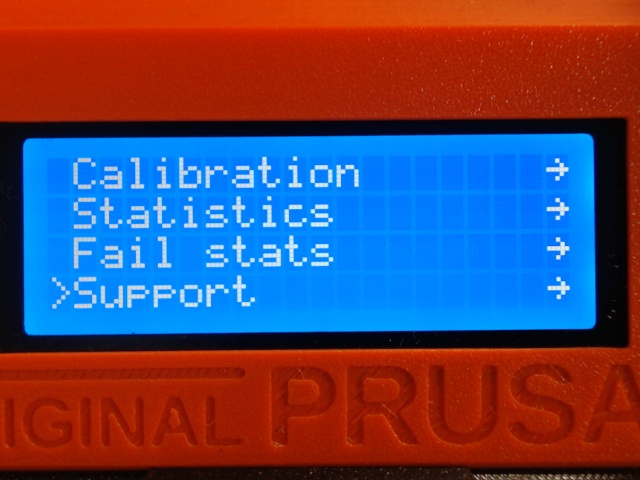 Calibration →
Statistics →
Fail stats →
>Support →
IGINAL PRUSA